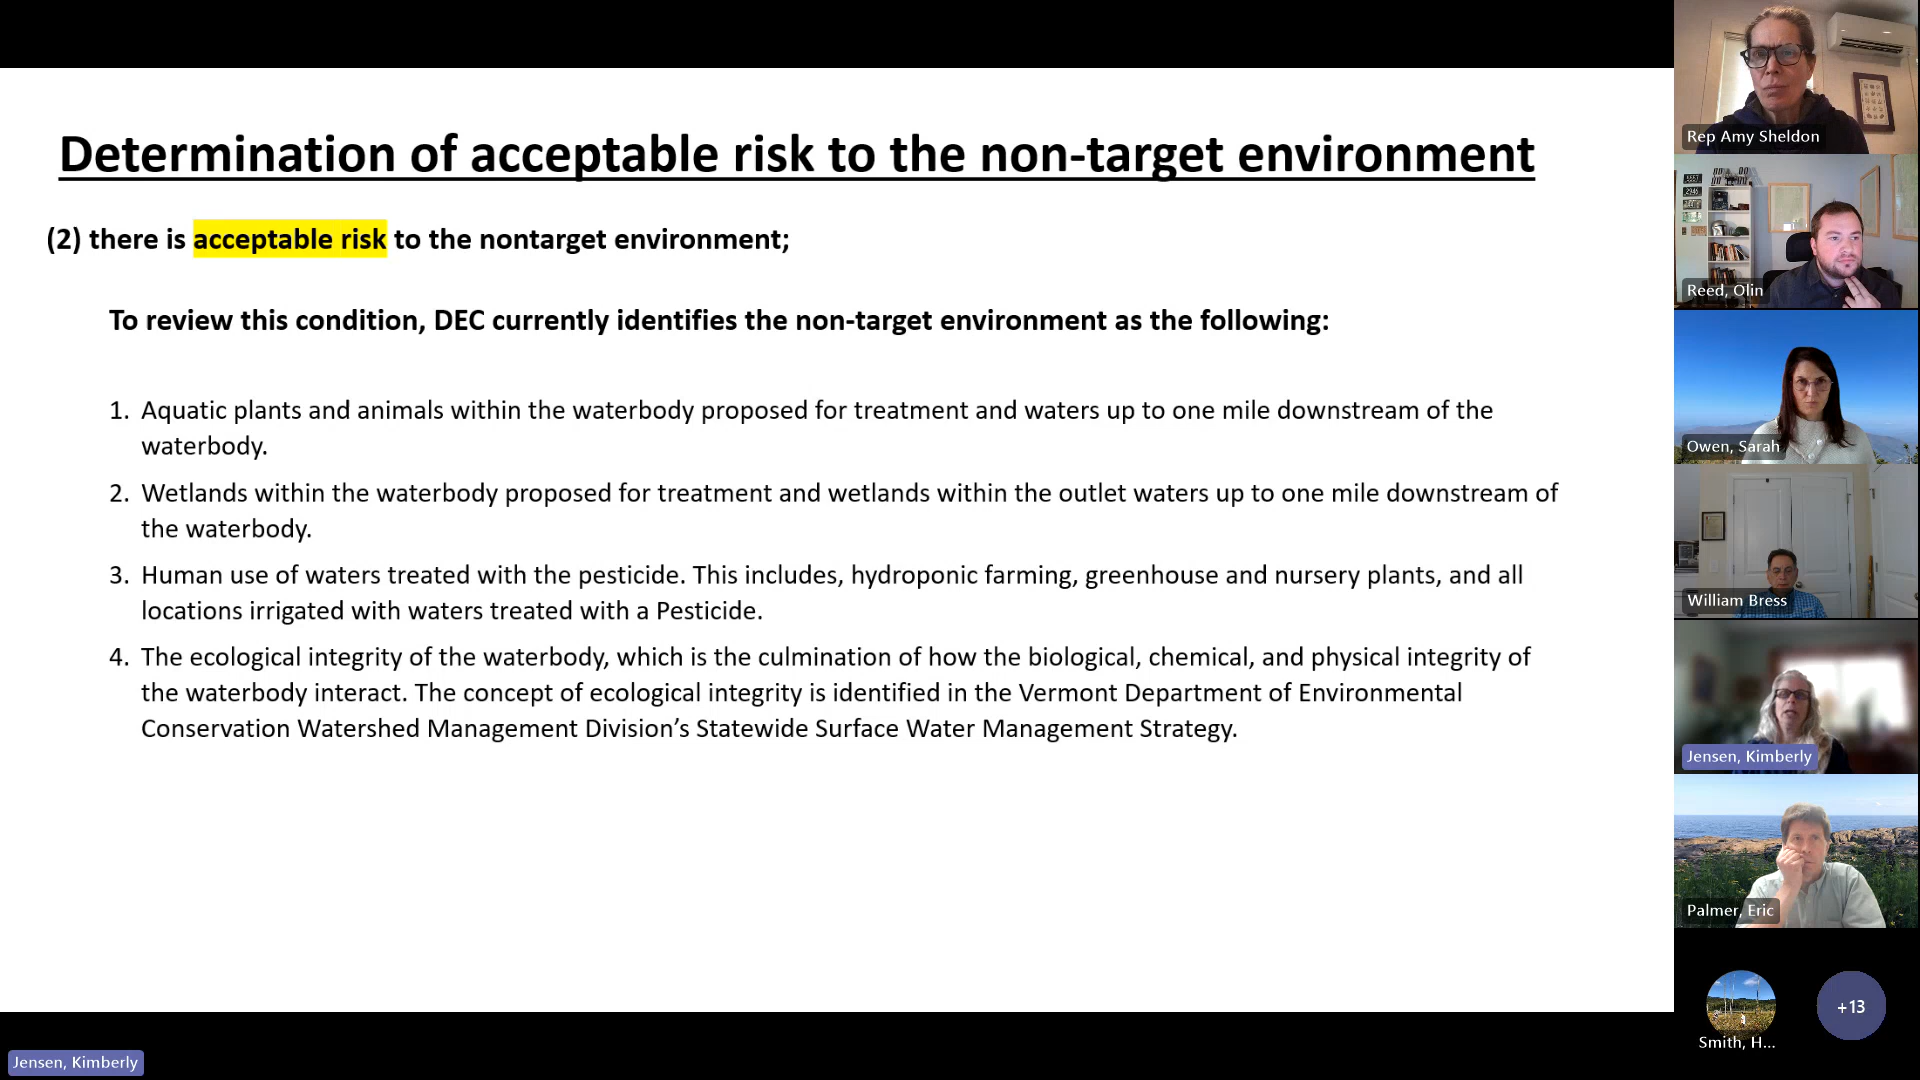 Determination of acceptable risk to the non-target environment
(2) there is acceptable risk to the nontarget environment;
To review this condition, DEC currently identifies the non-target environment as the following:
1. Aquatic plants and animals within the waterbody proposed for treatment and waters up to one mile downstream of the
waterbody.
2. Wetlands within the waterbody proposed for treatment and wetlands within the outlet waters up to one mile downstream of
the waterbody.
3. Human use of waters treated with the pesticide. This includes, hydroponic farming, greenhouse and nursery plants, and all
locations irrigated with waters treated with a Pesticide.
4. The ecological integrity of the waterbody, which is the culmination of how the biological, chemical, and physical integrity of
the waterbody interact. The concept of ecological integrity is identified in the Vermont Department of Environmental
Conservation Watershed Management Division’s Statewide Surface Water Management Strategy.
Jensen, Kimberly
Rep Amy Sheldon
Reed, Olin
Owen, Sarah
William Bress
Jensen, Kimberly
Palmer, Eric
Smith, H...
+13